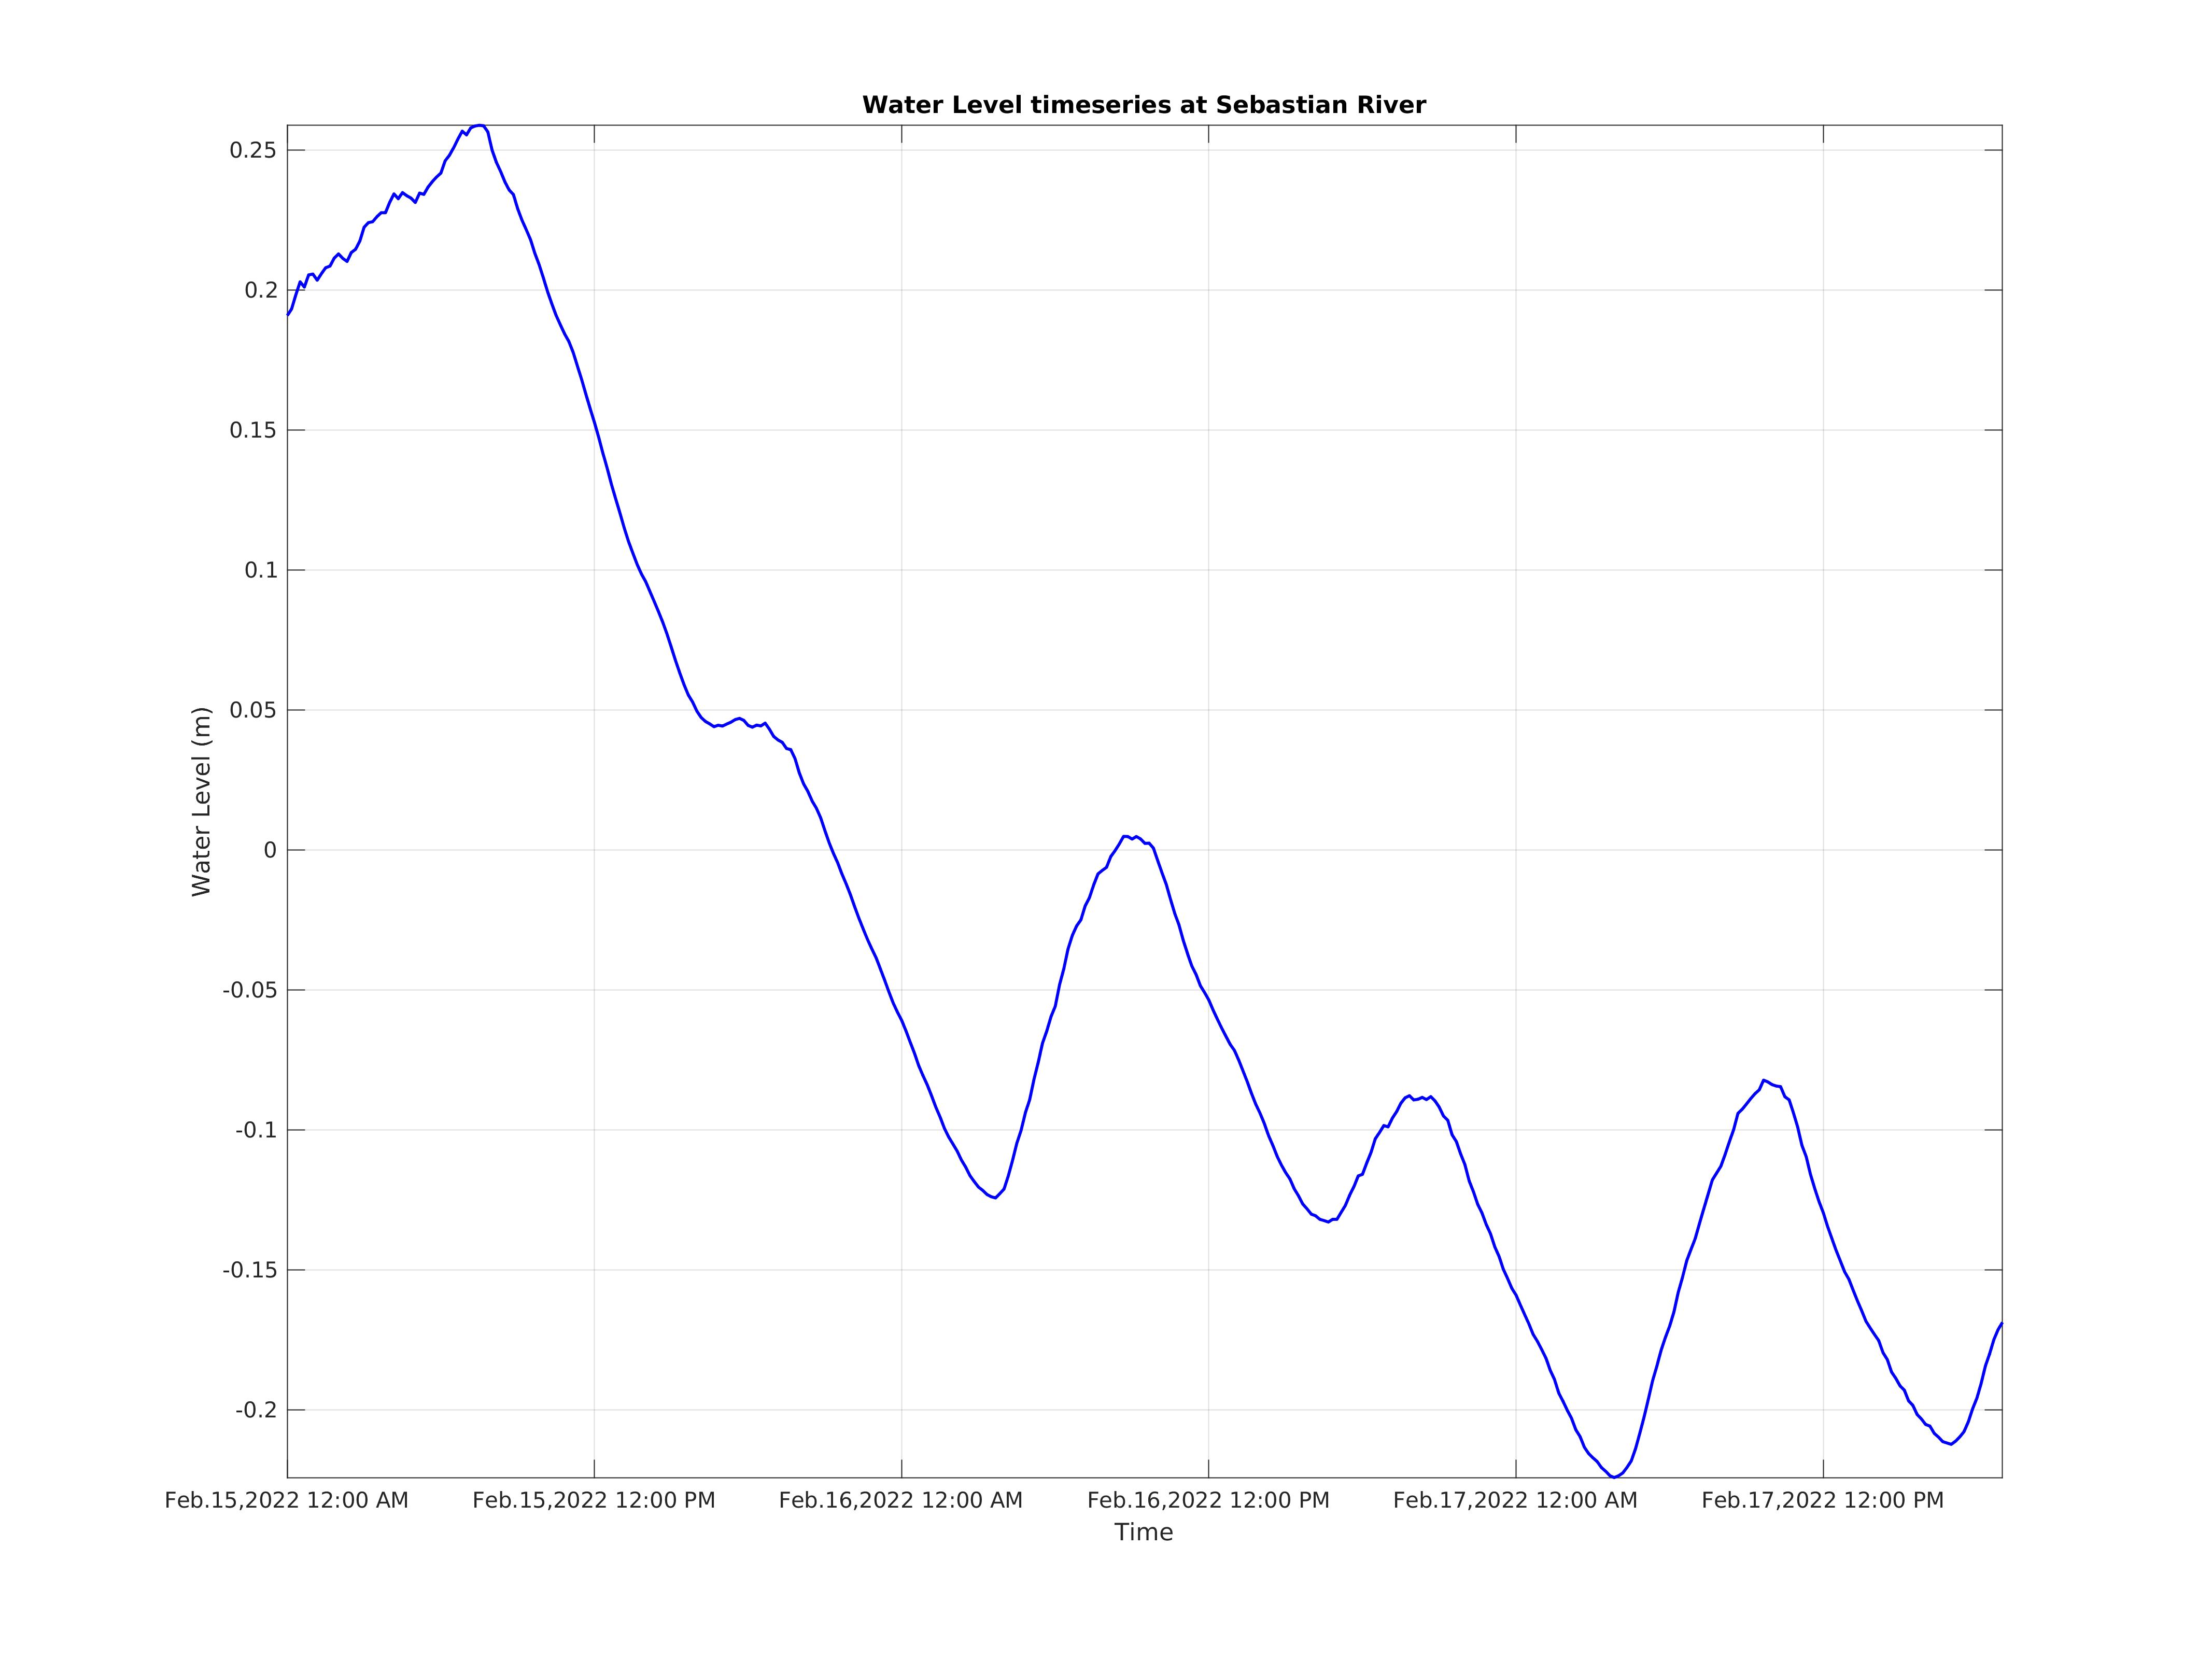 Water Level timeseries at Sebastian River
0.25
0.2
0.15
0.1
0.05
0
-0.05
-0.1
-0.15
-0.2
Water Level (m)
Feb.15,2022 12:00 AM
Feb.15,2022 12:00 PM
Feb.16,2022 12:00 AM
Feb.16,2022 12:00 PM
Feb.17,2022 12:00 AM
Feb.17,2022 12:00 PM
Time